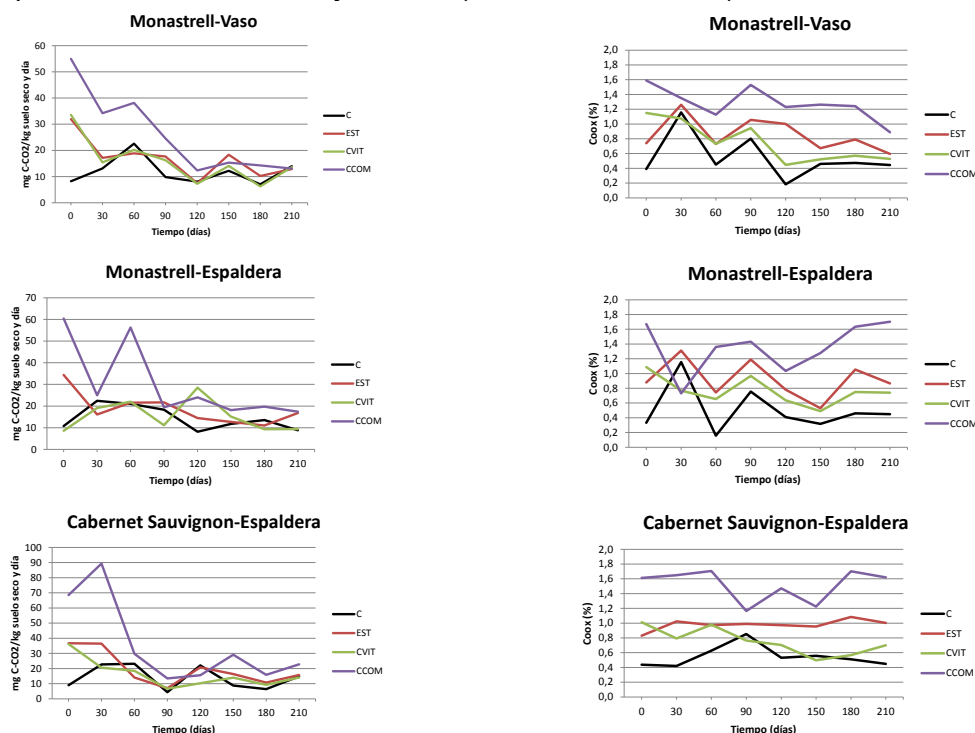 Monastrell-Vaso
mg C-CO2/kg suelo seco y día
60
50
40
30
20
10
0
0 30 60 90 120 150 180 210
Tiempo (días)
C
EST
CVIT
CCOM
Monastrell-Vaso
Coox (%)
2,0
1,8
1,6
1,4
1,2
1,0
0,8
0,6
0,4
0,2
0,0
0 30 60 90 120 150 180 210
Tiempo (días)
C
EST
CVIT
CCOM
Monastrell-Espaldera
mg C-CO2/kg suelo seco y día
70
60
50
40
30
20
10
0
0 30 60 90 120 150 180 210
Tiempo (días)
C
EST
CVIT
CCOM
Monastrell-Espaldera
Coox (%)
2,0
1,8
1,6
1,4
1,2
1,0
0,8
0,6
0,4
0,2
0,0
0 30 60 90 120 150 180 210
Tiempo (días)
C
EST
CVIT
CCOM
Cabernet Sauvignon-Espaldera
mg C-CO2/kg suelo seco y día
100
90
80
70
60
50
40
30
20
10
0
0 30 60 90 120 150 180 210
Tiempo (días)
C
EST
CVIT
CCOM
Cabernet Sauvignon-Espaldera
Coox (%)
2,0
1,8
1,6
1,4
1,2
1,0
0,8
0,6
0,4
0,2
0,0
0 30 60 90 120 150 180 210
Tiempo (días)
C
EST
CVIT
CCOM